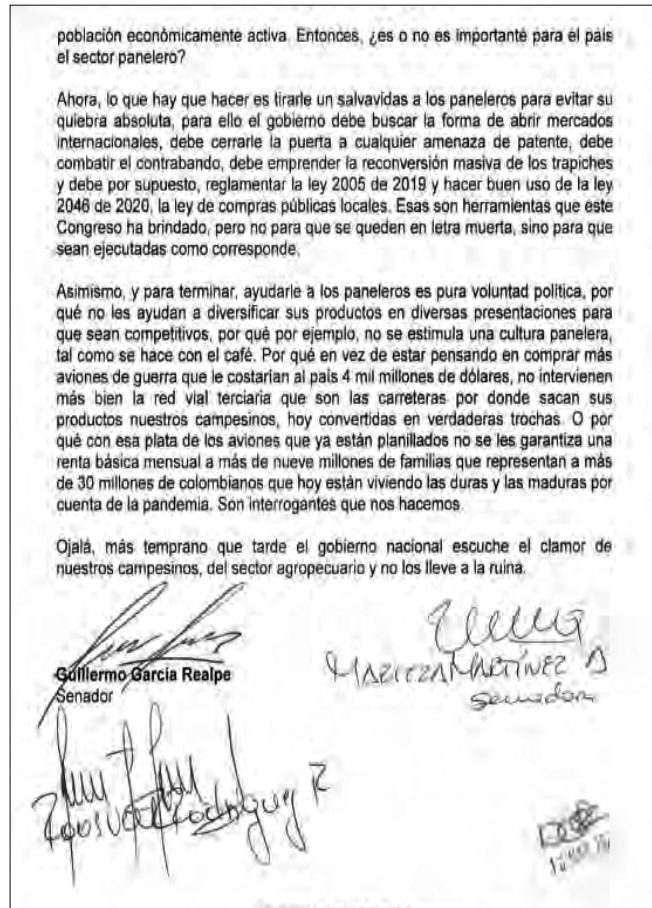 población económicamente activa. Entonces, ¿es o no es importante para el país
el sector panelero?
Ahora, lo que hay que hacer es tirarle un salvavidas a los paneleros para evitar su
quiebra absoluta, para ello el gobierno debe buscar la forma de abrir mercados
internacionales, debe cerrarle la puerta a cualquier amenaza de patente, debe
combatir el contrabando, debe emprender la reconversión masiva de los trapiches
y debe por supuesto, reglamentar la ley 2005 de 2019 y hacer buen uso de la ley
2046 de 2020, la ley de compras públicas locales. Esas son herramientas que este
Congreso ha brindado, pero no para que se queden en letra muerta, sino para que
sean ejecutadas como corresponde.
Asimismo, y para terminar, ayudarle a los paneleros es pura voluntad política, por
qué no les ayudan a diversificar sus productos en diversas presentaciones para
que sean competitivos, por qué por ejemplo, no se estimula una cultura panelera,
tal como se hace con el café. Por qué en vez de estar pensando en comprar más
aviones de guerra que le costarían al país 4 mil millones de dólares, no intervienen
más bien la red vial terciaria que son las carreteras por donde sacan sus
productos nuestros campesinos, hoy convertidas en verdaderas trochas. O por
qué con esa plata de los aviones que ya están planillados no se les garantiza una
renta básica mensual a más de nueve millones de familias que representan a más
de 30 millones de colombianos que hoy están viviendo las duras y las maduras por
cuenta de la pandemia. Son interrogantes que nos hacemos.
Ojalá, más temprano que tarde el gobierno nacional escuche el clamor de
nuestros campesinos, del sector agropecuario y no los lleve a la ruina.
Guillermo García Realpe
Senador
MARITZA MARTÍNEZ A
Senadora
Roosvelt Rodríguez R